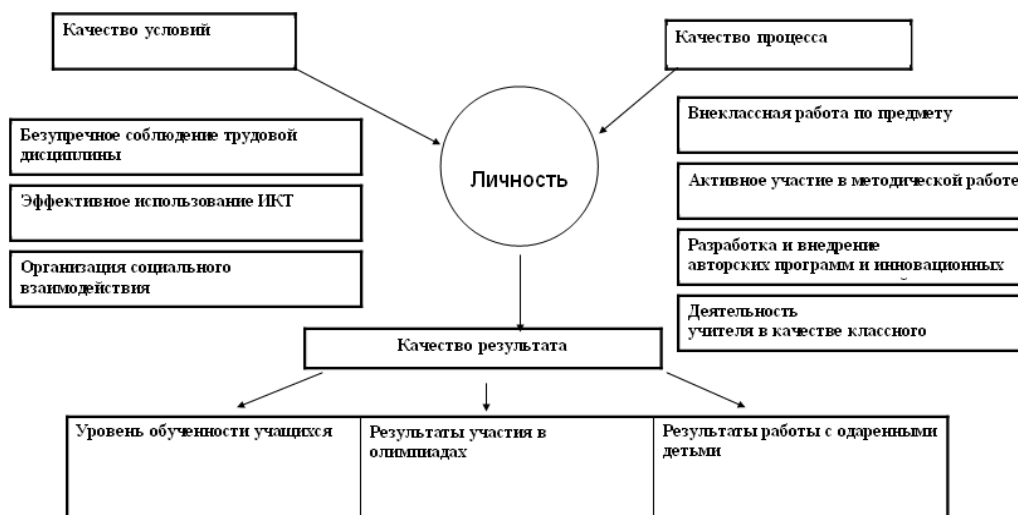 Качество условий
Качество процесса
Безупречное соблюдение трудовой
дисциплины
Эффективное использование ИКТ
Организация социального
взаимодействия
Личность
Внеклассная работа по предмету
Активное участие в методической работе
Разработка и внедрение
авторских программ и инновационных
Деятельность
учителя в качестве классного
Качество результата
Уровень обученности учащихся
Результаты участия в
олимпиадах
Результаты работы с одаренными
детьми